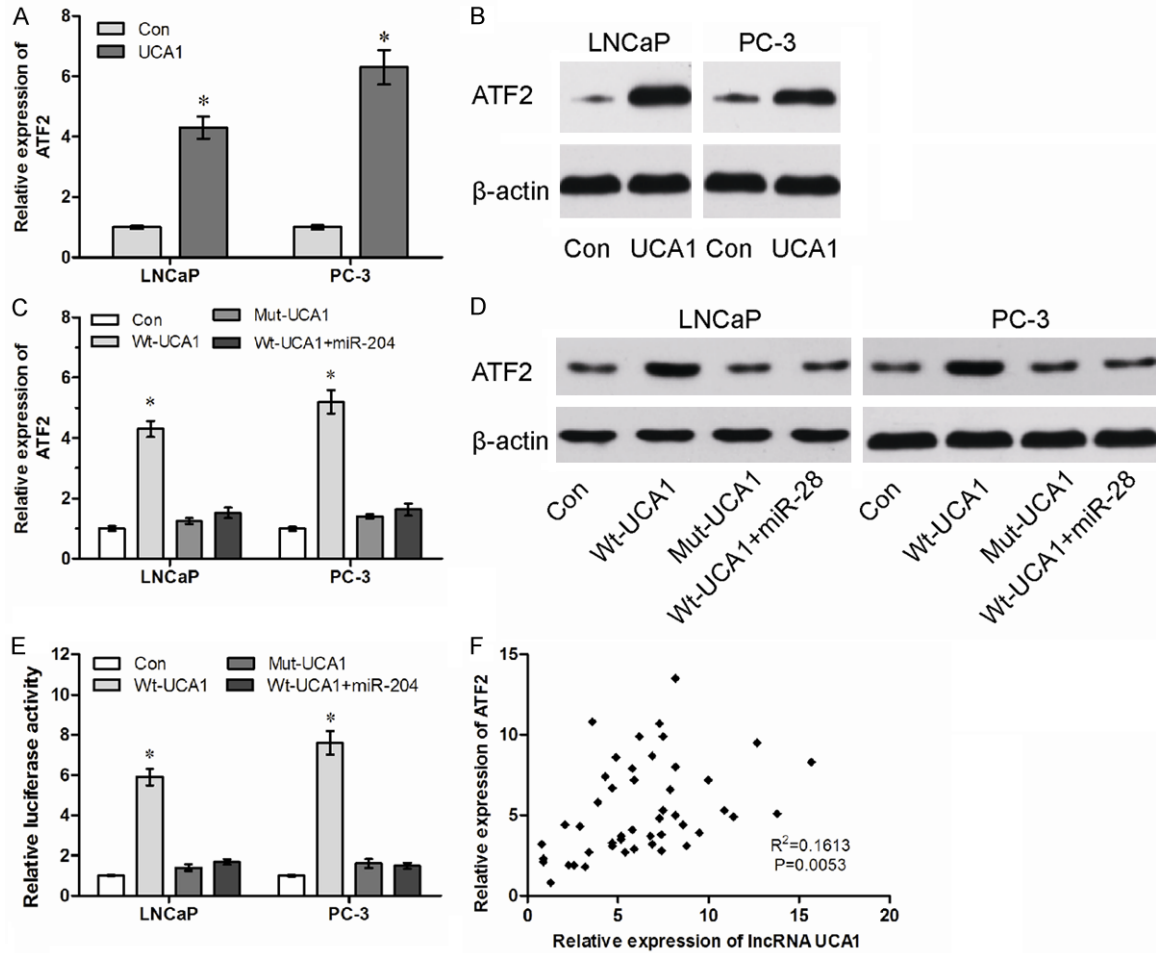 A
Relative expression of
ATF2
8
6
4
2
0
Con
UCA1
*
*
LNCaP
PC-3
B
LNCaP
PC-3
ATF2
β-actin
Con
UCA1
Con
UCA1
C
Relative expression of
ATF2
8
6
4
2
0
Con
Mut-UCA1
Wt-UCA1
Wt-UCA1+miR-204
*
*
LNCaP
PC-3
D
LNCaP
PC-3
ATF2
β-actin
Con
Wt-UCA1
Mut-UCA1
Wt-UCA1+miR-28
Con
Wt-UCA1
Mut-UCA1
Wt-UCA1+miR-28
E
Relative luciferase activity
12
10
8
6
4
2
0
Con
Mut-UCA1
Wt-UCA1
Wt-UCA1+miR-204
*
*
LNCaP
PC-3
F
Relative expression of ATF2
15
10
5
0
R²=0.1613
P=0.0053
0
5
10
15
20
Relative expression of lncRNA UCA1